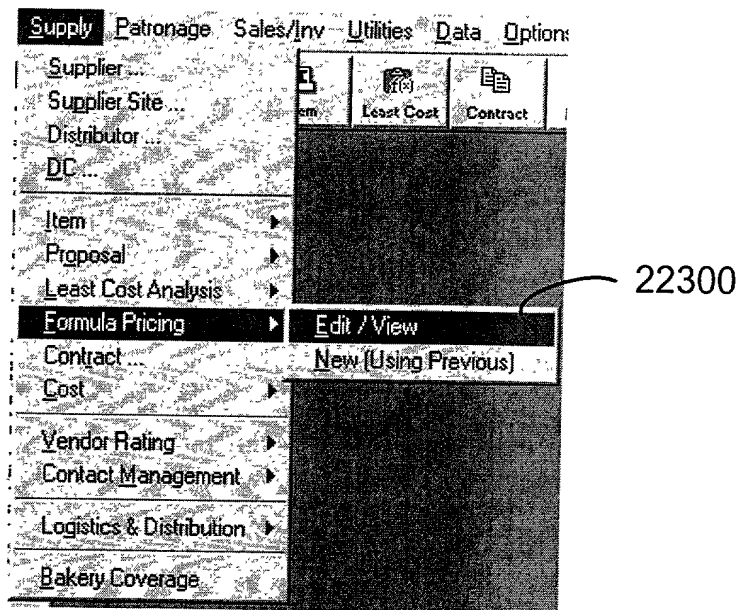 Supply Patronage Sales/Inv Utilities Data Option
Supplier ...
Supplier Site ...
Distributor ...
DC ...
Least Cost Contract
Item
Proposal
Least Cost Analysis
Formula Pricing
Edit / View
22300
Contract ...
New (Using Previous)
Cost
Vendor Rating
Contact Management
Logistics & Distribution
Bakery Coverage